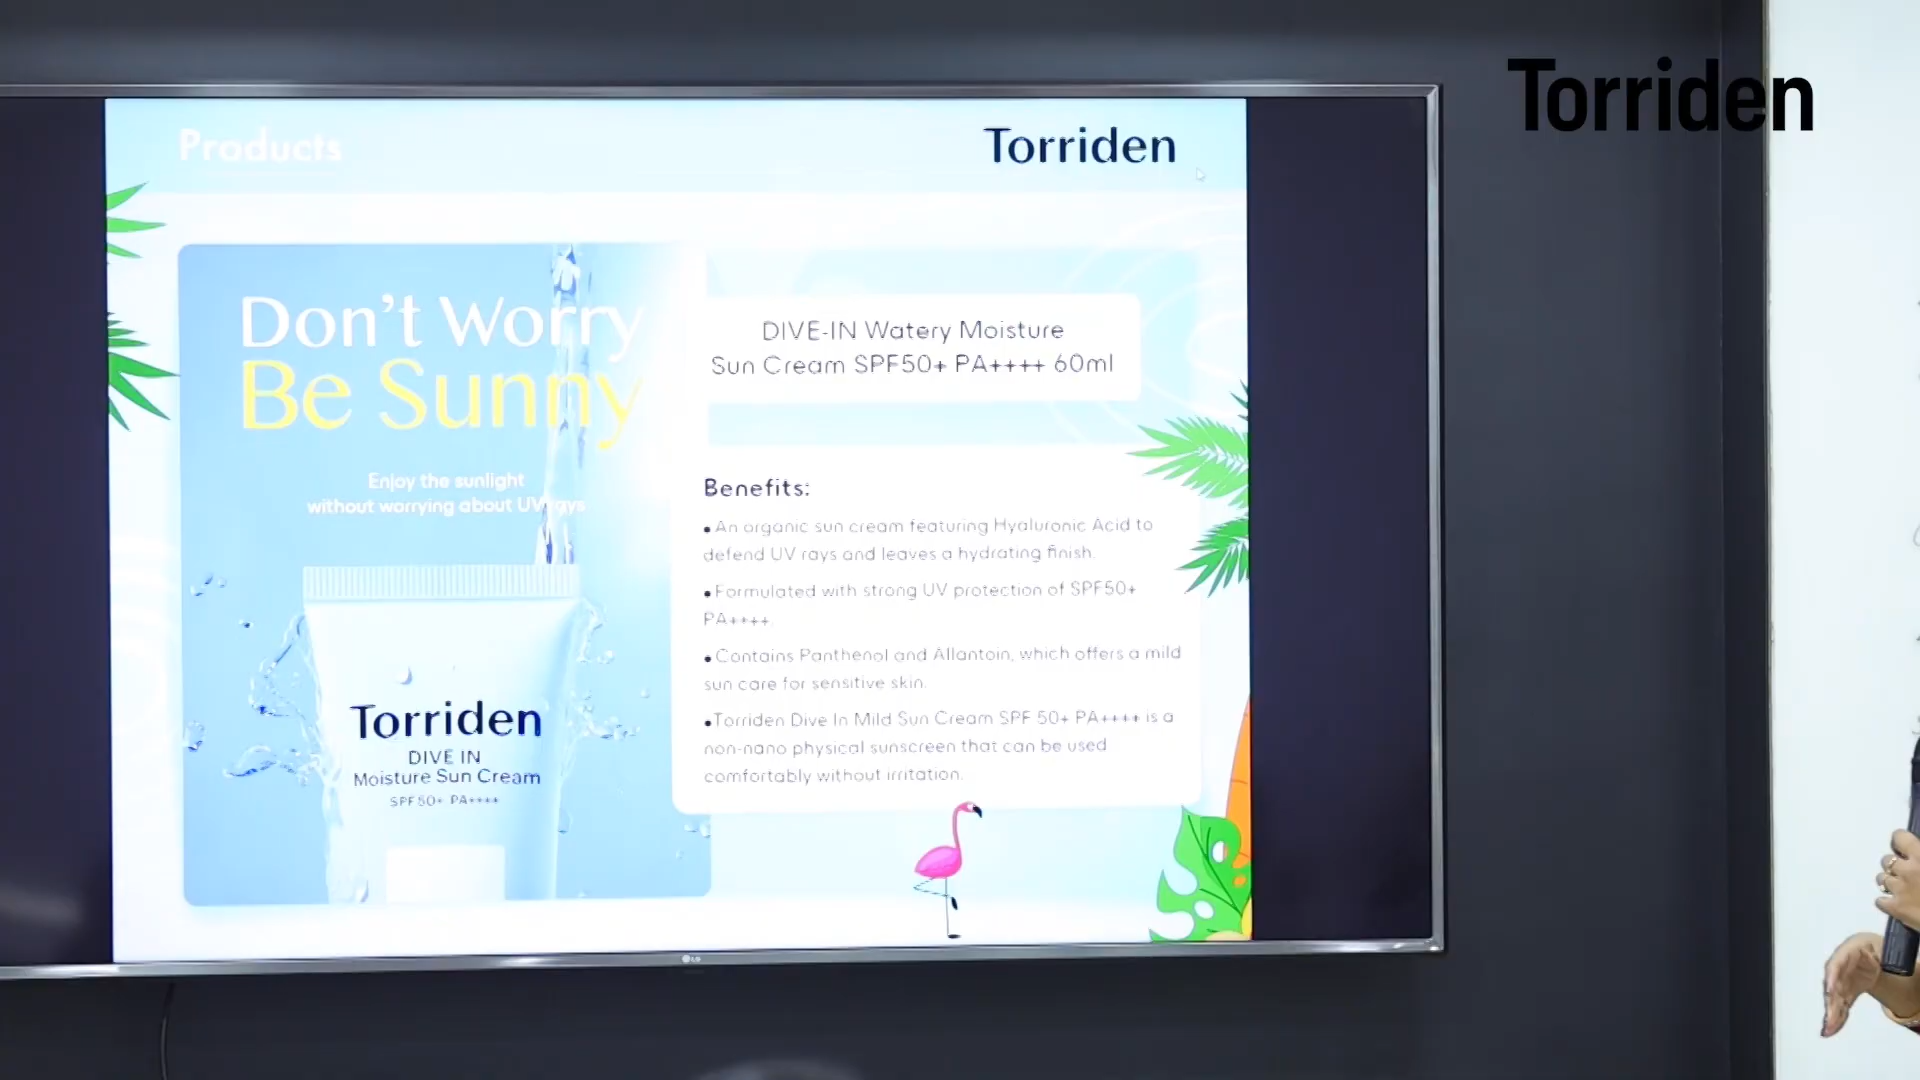 Torriden
Products
Torriden
Don't Worry
Be Sunny
Enjoy the sunlight
without worrying about UV rays
Torriden
DIVE IN
Moisture Sun Cream
SPF50+ PA++++
DIVE-IN Watery Moisture
Sun Cream SPF50+ PA++++ 60ml
Benefits:
• An organic sun cream featuring Hyaluronic Acid to
defend UV rays and leaves a hydrating finish.
• Formulated with strong UV protection of SPF50+
PA++++.
• Contains Panthenol and Allantoin, which offers a mild
sun care for sensitive skin.
• Torriden Dive In Mild Sun Cream SPF 50+ PA++++ is a
non-nano physical sunscreen that can be used
comfortably without irritation.
LG